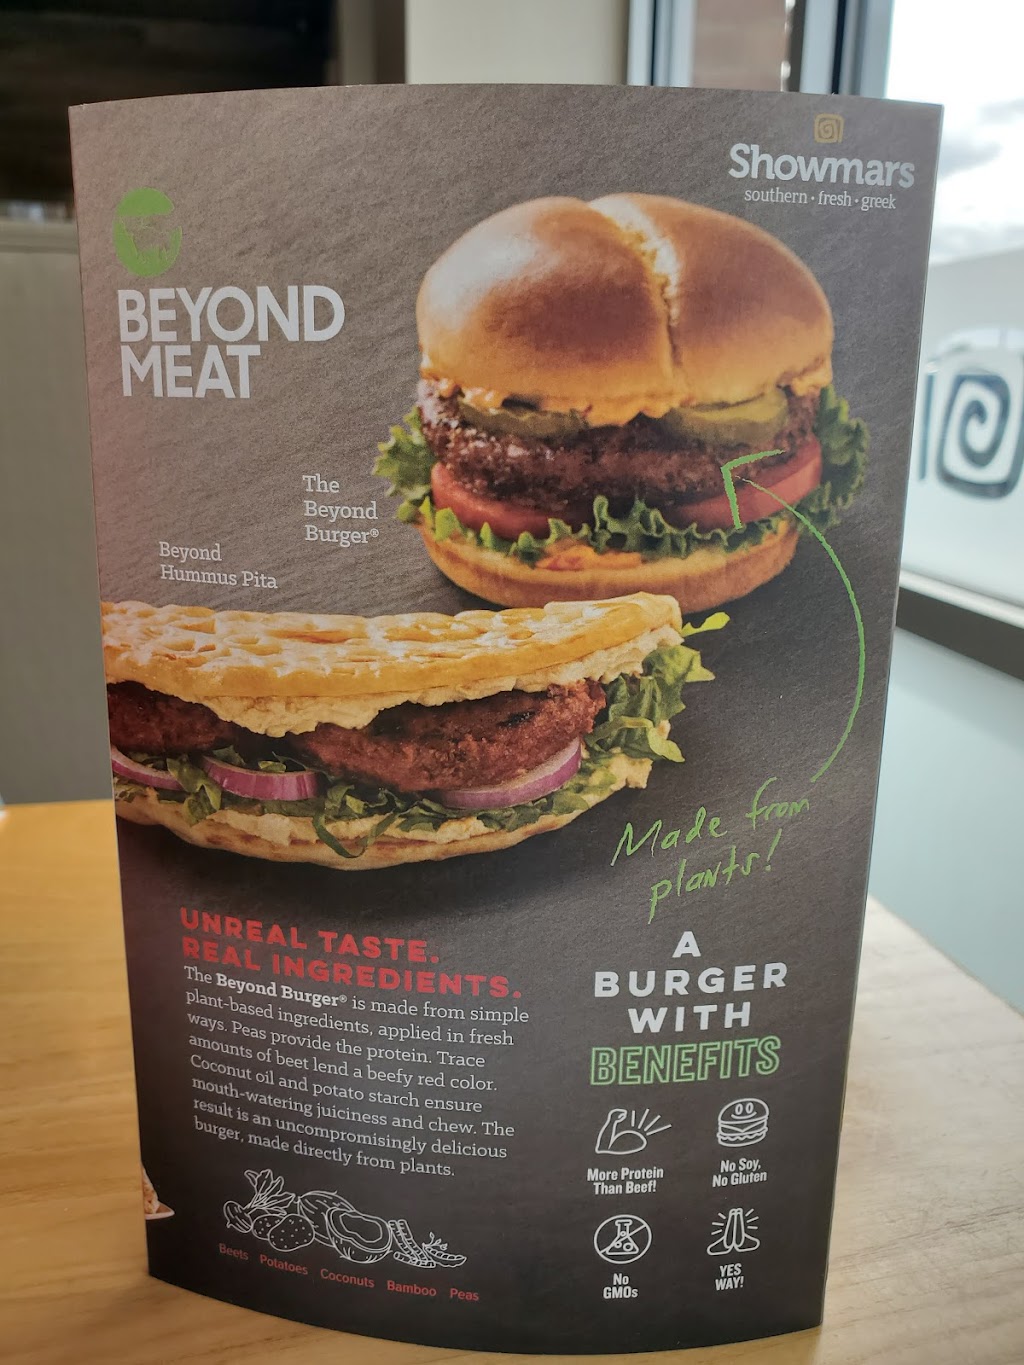 Showmars
southern • fresh • greek
BEYOND
MEAT
The
Beyond
Burger®
Beyond
Hummus Pita
Made from
plants!
UNREAL TASTE.
REAL INGREDIENTS.
The Beyond Burger® is made from simple
plant-based ingredients, applied in fresh
ways. Peas provide the protein. Trace
amounts of beet lend a beefy red color.
Coconut oil and potato starch ensure
mouth-watering juiciness and chew. The
result is an uncompromisingly delicious
burger, made directly from plants.
Beets Potatoes Coconuts Bamboo Peas
A
BURGER
WITH
BENEFITS
More Protein
Than Beef!
No Soy,
No Gluten
No
GMOs
YES
WAY!